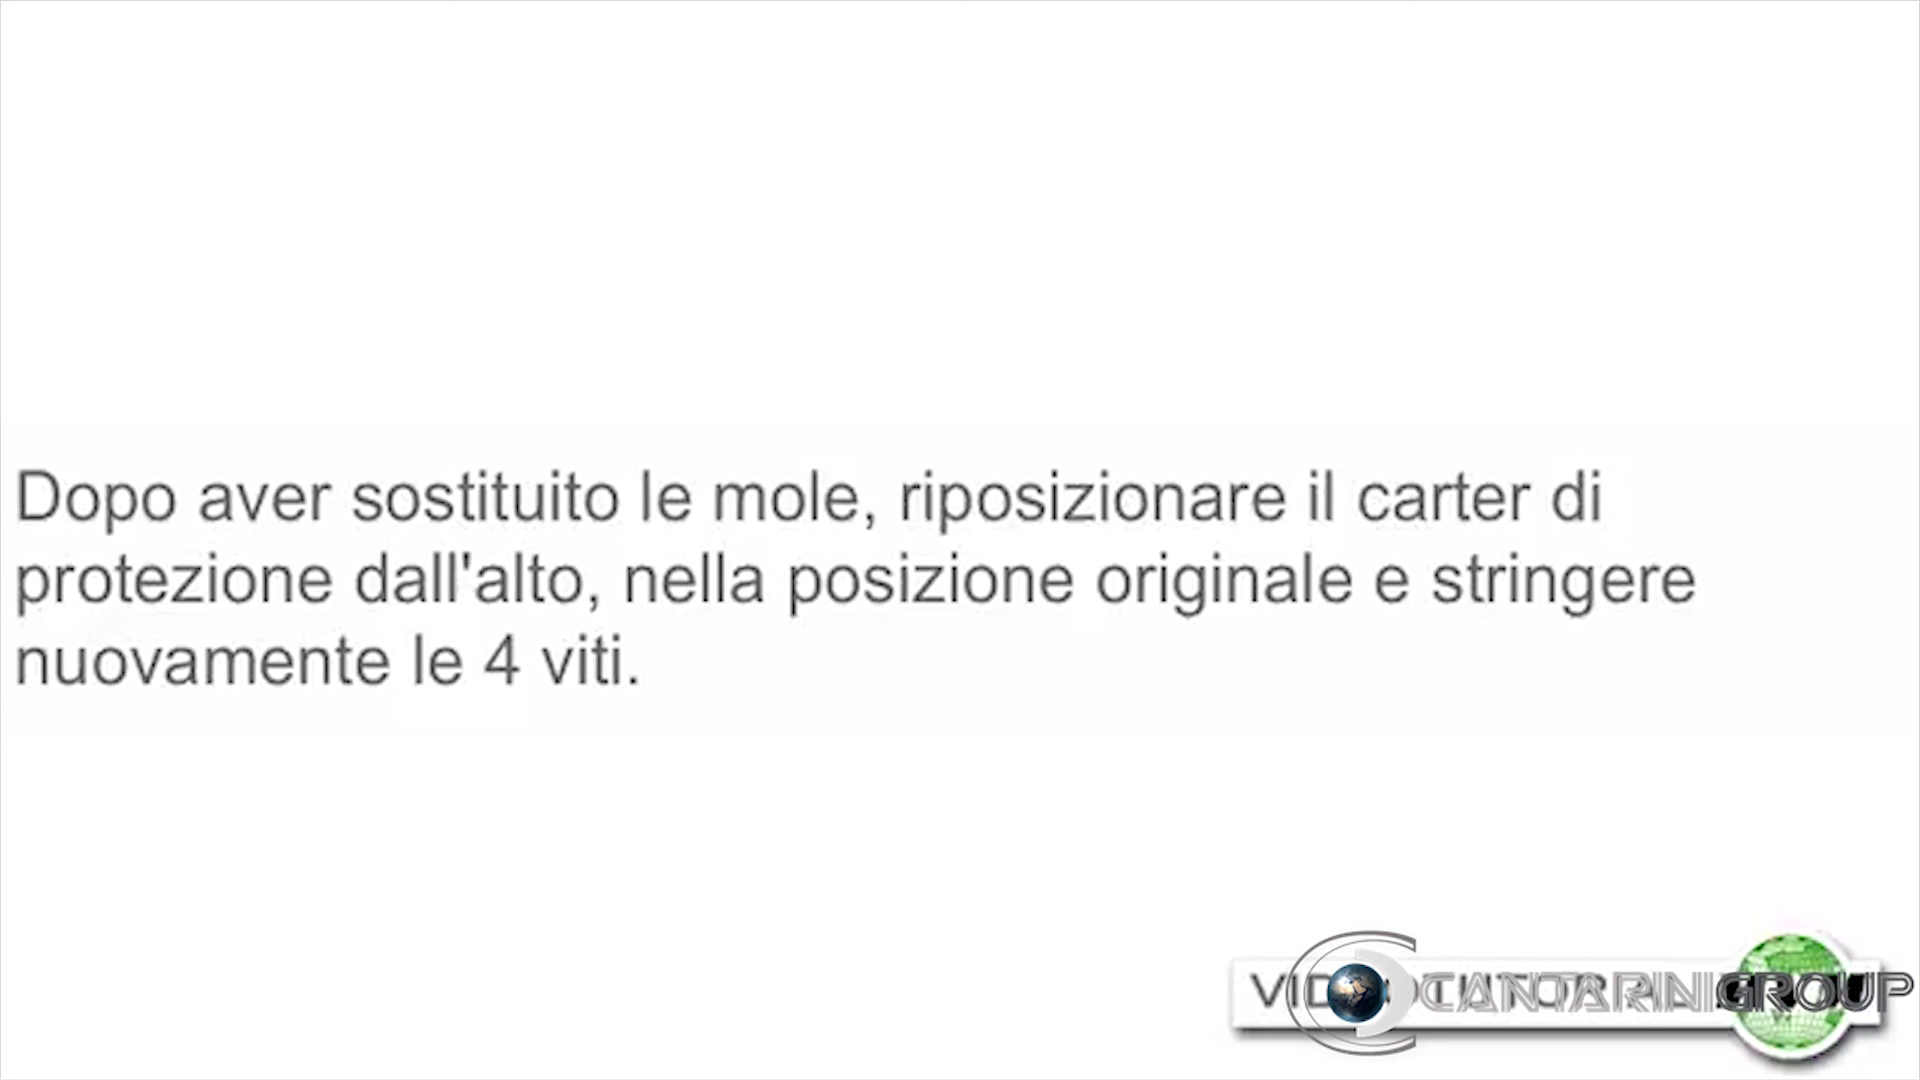 Dopo aver sostituito le mole, riposizionare il carter di
protezione dall'alto, nella posizione originale e stringere
nuovamente le 4 viti.
CANTARINIGROUP